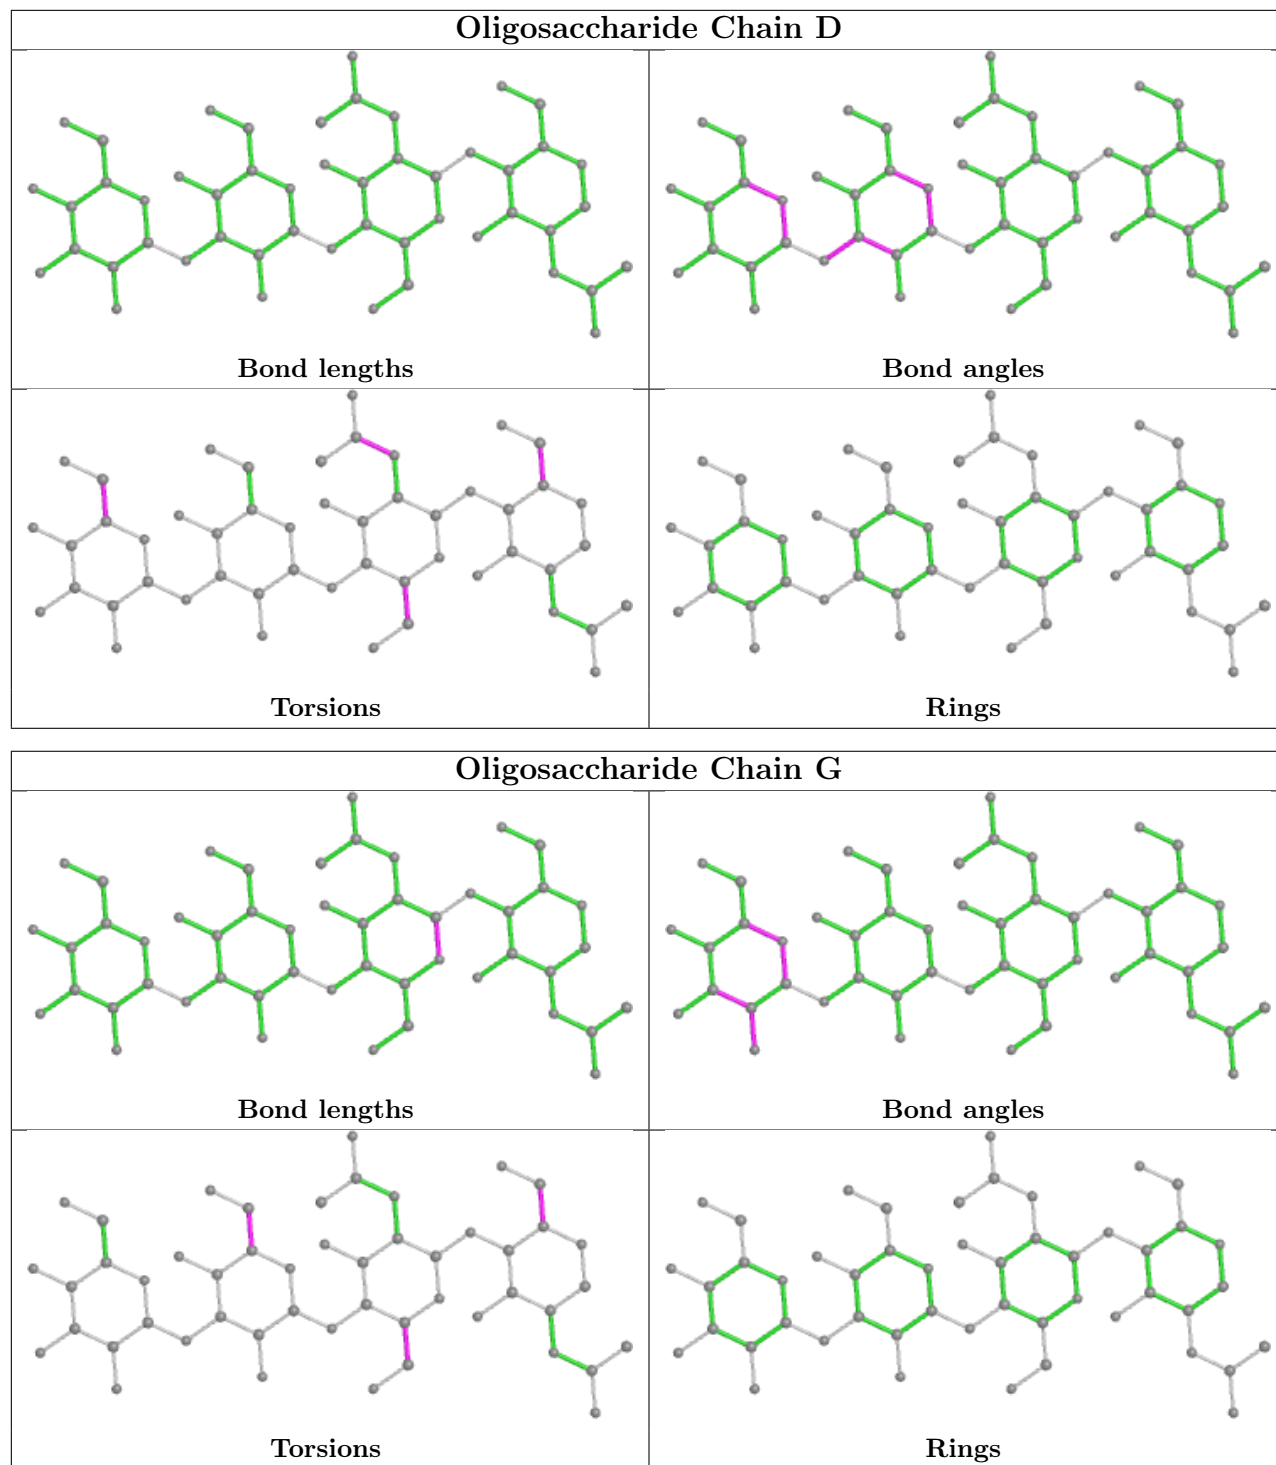 Oligosaccharide Chain D
Bond lengths
Bond angles
Torsions
Rings
Oligosaccharide Chain G
Bond lengths
Bond angles
Torsions
Rings